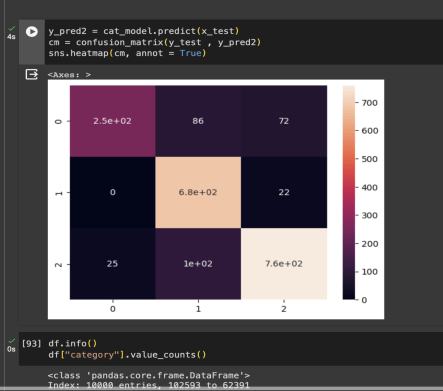 4s
y_pred2 = cat_model.predict(x_test)
cm = confusion_matrix(y_test , y_pred2)
sns.heatmap(cm, annot = True)
<Axes: >
0
2.5e+02 86 72
1
0 6.8e+02 22
2
25 1e+02 7.6e+02
0 1 2
700
600
500
400
300
200
100
0
0s
[93] df.info()
df["category"].value_counts()
<class 'pandas.core.frame.DataFrame'>
Index: 10000 entries, 102593 to 62391